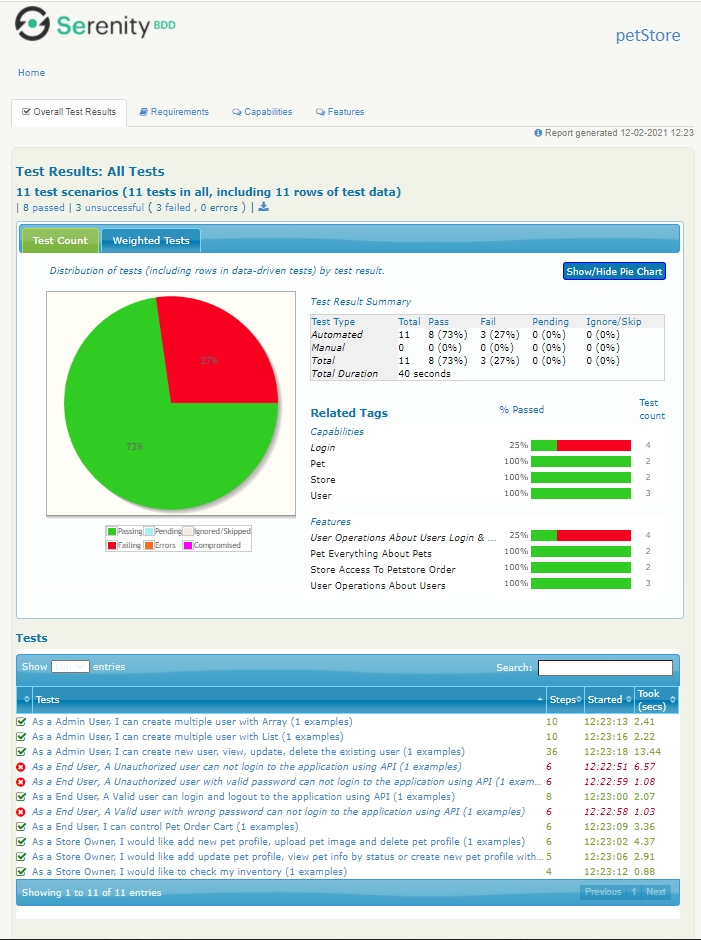 Serenity BDD
petStore
Home
Overall Test Results Requirements Capabilities Features
Report generated 12-02-2021 12:23
Test Results: All Tests
11 test scenarios (11 tests in all, including 11 rows of test data)
| 8 passed | 3 unsuccessful ( 3 failed , 0 errors ) |
Test Count Weighted Tests
Distribution of tests (including rows in data-driven tests) by test result.
Show/Hide Pie Chart
27%
73%
Passing Pending Ignored/Skipped
Failing Errors Compromised
Test Result Summary
Test Type Total Pass Fail Pending Ignore/Skip
Automated 11 8 (73%) 3 (27%) 0 (0%) 0 (0%)
Manual 0 0 (0%) 0 (0%) 0 (0%) 0 (0%)
Total 11 8 (73%) 3 (27%) 0 (0%) 0 (0%)
Total Duration 40 seconds
Related Tags % Passed Test count
Capabilities
Login 25% 4
Pet 100% 2
Store 100% 2
User 100% 3
Features
User Operations About Users Login & ... 25% 4
Pet Everything About Pets 100% 2
Store Access To Petstore Order 100% 2
User Operations About Users 100% 3
Tests
Show entries Search:
Tests Steps Started Took (secs)
As a Admin User, I can create multiple user with Array (1 examples) 10 12:23:13 2.41
As a Admin User, I can create multiple user with List (1 examples) 10 12:23:16 2.22
As a Admin User, I can create new user, view, update, delete the existing user (1 examples) 36 12:23:18 13.44
As a End User, A Unauthorized user can not login to the application using API (1 examples) 6 12:22:51 6.57
As a End User, A Unauthorized user with valid password can not login to the application using API (1 exam... 6 12:22:59 1.08
As a End User, A Valid user can login and logout to the application using API (1 examples) 8 12:23:00 2.07
As a End User, A Valid user with wrong password can not login to the application using API (1 examples) 6 12:22:58 1.03
As a End User, I can control Pet Order Cart (1 examples) 6 12:23:09 3.36
As a Store Owner, I would like add new pet profile, upload pet image and delete pet profile (1 examples) 6 12:23:02 4.37
As a Store Owner, I would like add update pet profile, view pet info by status or create new pet profile with... 5 12:23:06 2.91
As a Store Owner, I would like to check my inventory (1 examples) 4 12:23:12 0.88
Showing 1 to 11 of 11 entries Previous 1 Next